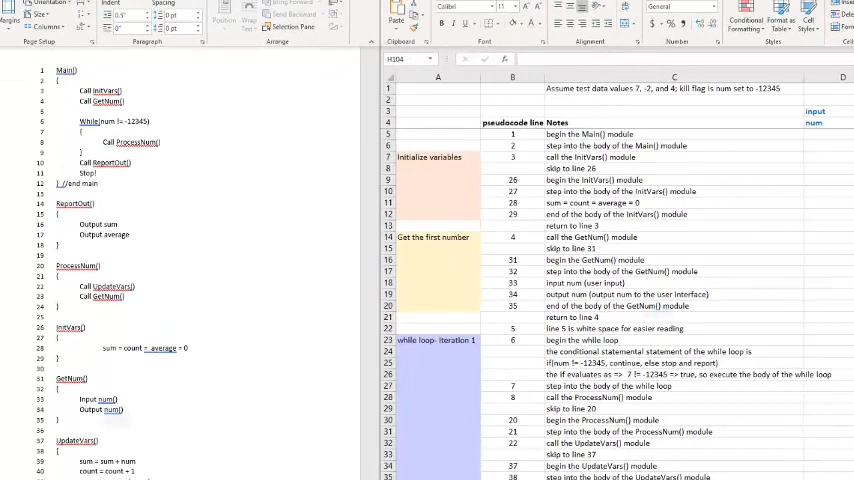 Orientation
Indent
Spacing
Bring Forward
Margins
Size
0.5"
0 pt
Send Backward
0"
0 pt
Position
Wrap
Selection Pane
Page Setup
Paragraph
Arrange
1 Main()
2 {
3 Call InitVars()
4 Call GetNum()
5
6 While(num != -12345)
7 {
8 Call ProcessNum()
9 }
10 Call ReportOut()
11 Stop!
12 } //end main
13
14 ReportOut()
15 {
16 Output sum
17 Output average
18 }
19
20 ProcessNum()
21 {
22 Call UpdateVars()
23 Call GetNum()
24 }
25
26 InitVars()
27 {
28 sum = count = average = 0
29 }
30
31 GetNum()
32 {
33 Input num()
34 Output num()
35 }
36
37 UpdateVars()
38 {
39 sum = sum + num
40 count = count + 1
Calibri 11 General
Paste B I U $ % Conditional Format as Cell
Formatting Table Styles
Clipboard Font Alignment Number Styles
H104 fx
A B C D
1 Assume test data values 7, -2, and 4; kill flag is num set to -12345
2
3 input
4 pseudocode line Notes num
5 1 begin the Main() module
6 2 step into the body of the Main() module
7 Initialize variables 3 call the InitVars() module
8 skip to line 26
9 26 begin the InitVars() module
10 27 step into the body of the InitVars() module
11 28 sum = count = average = 0
12 29 end of the body of the InitVars() module
13 return to line 3
14 Get the first number 4 call the GetNum() module
15 skip to line 31
16 31 begin the GetNum() module
17 32 step into the body of the GetNum() module
18 33 input num (user input)
19 34 output num (output num to the user interface)
20 35 end of the body of the GetNum() module
21 return to line 4
22 5 line 5 is white space for easier reading
23 while loop- iteration 1 6 begin the while loop
24 the conditional statemental statement of the while loop is
25 if(num != -12345, continue, else stop and report)
26 the if evaluates as => 7 != -12345 => true, so execute the body of the while loop
27 7 step into the body of the while loop
28 8 call the ProcessNum() module
29 skip to line 20
30 20 begin the ProcessNum() module
31 21 step into the body of the ProcessNum() module
32 22 call the UpdateVars() module
33 skip to line 37
34 37 begin the UpdateVars() module
35 38 step into the body of the UpdateVars() module